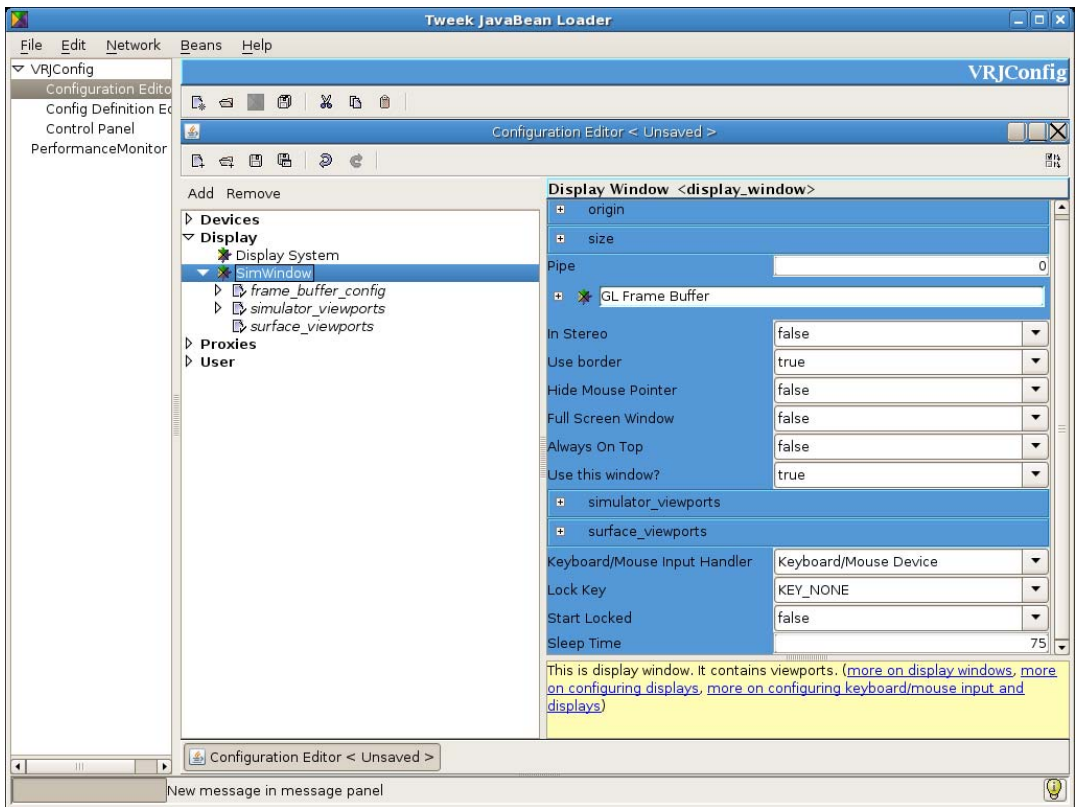 Tweek JavaBean Loader
File Edit Network Beans Help
VRJConfig
Configuration Edito
Config Definition Ec
Control Panel
PerformanceMonitor
VRJConfig
Configuration Editor < Unsaved >
Add Remove
Devices
Display
Display System
SimWindow
frame_buffer_config
simulator_viewports
surface_viewports
Proxies
User
Display Window <display_window>
origin
size
Pipe 0
GL Frame Buffer
In Stereo false
Use border true
Hide Mouse Pointer false
Full Screen Window false
Always On Top false
Use this window? true
simulator_viewports
surface_viewports
Keyboard/Mouse Input Handler Keyboard/Mouse Device
Lock Key KEY_NONE
Start Locked false
Sleep Time 75
This is display window. It contains viewports. (more on display windows, more
on configuring displays, more on configuring keyboard/mouse input and
displays)
Configuration Editor < Unsaved >
New message in message panel